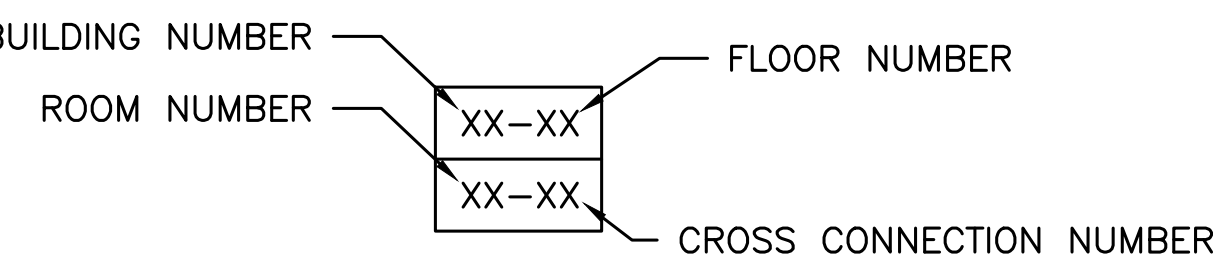 BUILDING NUMBER
FLOOR NUMBER
ROOM NUMBER
XX-XX
XX-XX
CROSS CONNECTION NUMBER